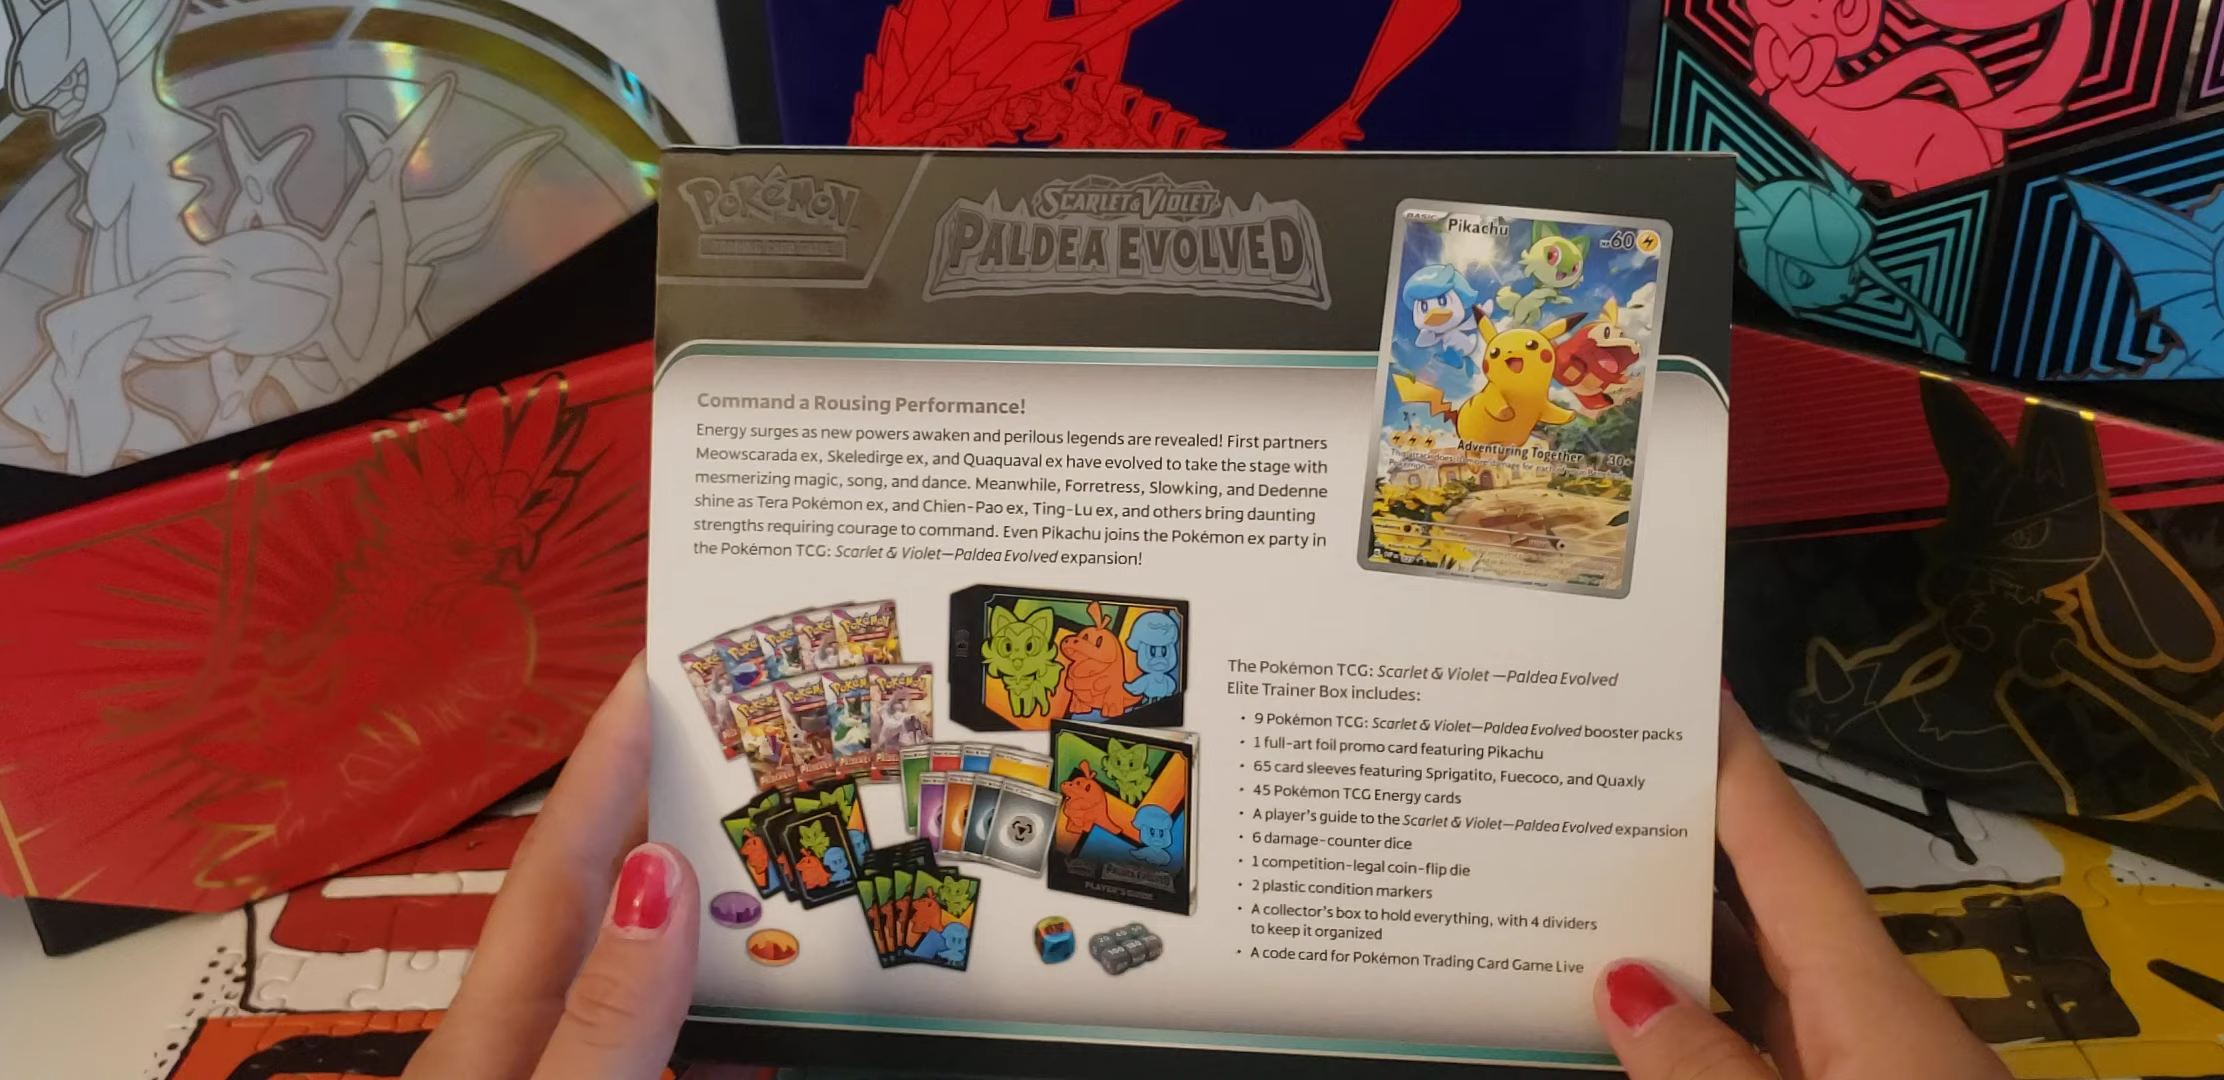 POKÉMON
TRADING CARD GAME
SCARLET & VIOLET
PALDEA EVOLVED
BASIC
Pikachu
HP 60
Adventuring Together 30+
Command a Rousing Performance!
Energy surges as new powers awaken and perilous legends are revealed! First partners
Meowscarada ex, Skeledirge ex, and Quaquaval ex have evolved to take the stage with
mesmerizing magic, song, and dance. Meanwhile, Forretress, Slowking, and Dedenne
shine as Tera Pokémon ex, and Chien-Pao ex, Ting-Lu ex, and others bring daunting
strengths requiring courage to command. Even Pikachu joins the Pokémon ex party in
the Pokémon TCG: Scarlet & Violet—Paldea Evolved expansion!
The Pokémon TCG: Scarlet & Violet —Paldea Evolved
Elite Trainer Box includes:
• 9 Pokémon TCG: Scarlet & Violet—Paldea Evolved booster packs
• 1 full-art foil promo card featuring Pikachu
• 65 card sleeves featuring Sprigatito, Fuecoco, and Quaxly
• 45 Pokémon TCG Energy cards
• A player's guide to the Scarlet & Violet—Paldea Evolved expansion
• 6 damage-counter dice
• 1 competition-legal coin-flip die
• 2 plastic condition markers
• A collector's box to hold everything, with 4 dividers
to keep it organized
• A code card for Pokémon Trading Card Game Live
PALDEA EVOLVED
PLAYER'S GUIDE